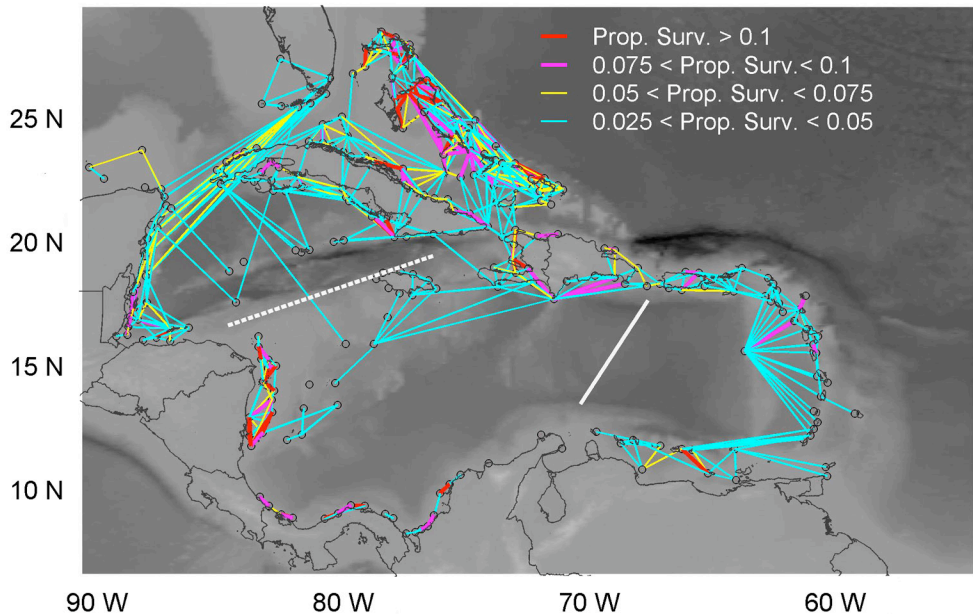 Prop. Surv. > 0.1
0.075 < Prop. Surv.< 0.1
0.05 < Prop. Surv. < 0.075
0.025 < Prop. Surv. < 0.05
25 N
20 N
15 N
10 N
90 W 80 W 70 W 60 W